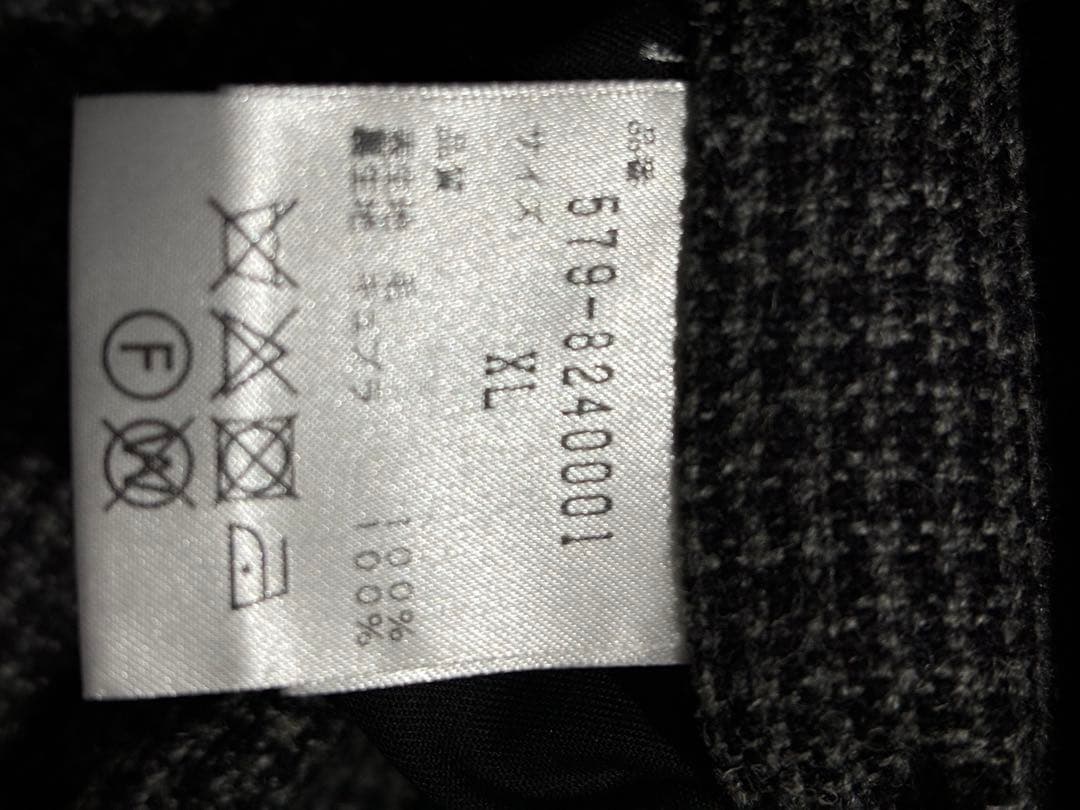 品番
579-8240001
サイズ
XL
品質
表生地 毛 100%
裏生地 キュプラ 100%
F W